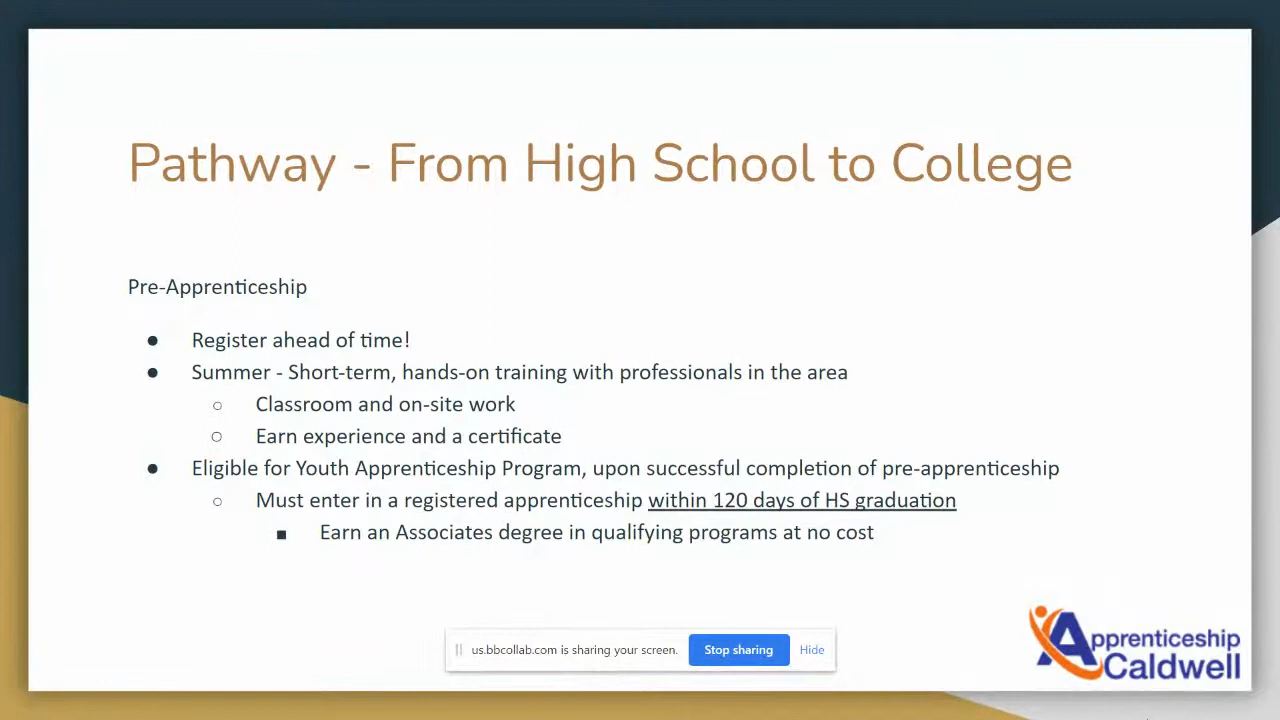 Pathway - From High School to College
Pre-Apprenticeship
● Register ahead of time!
● Summer - Short-term, hands-on training with professionals in the area
○ Classroom and on-site work
○ Earn experience and a certificate
● Eligible for Youth Apprenticeship Program, upon successful completion of pre-apprenticeship
○ Must enter in a registered apprenticeship within 120 days of HS graduation
■ Earn an Associates degree in qualifying programs at no cost
us.bbcollab.com is sharing your screen. Stop sharing Hide
Apprenticeship
Caldwell